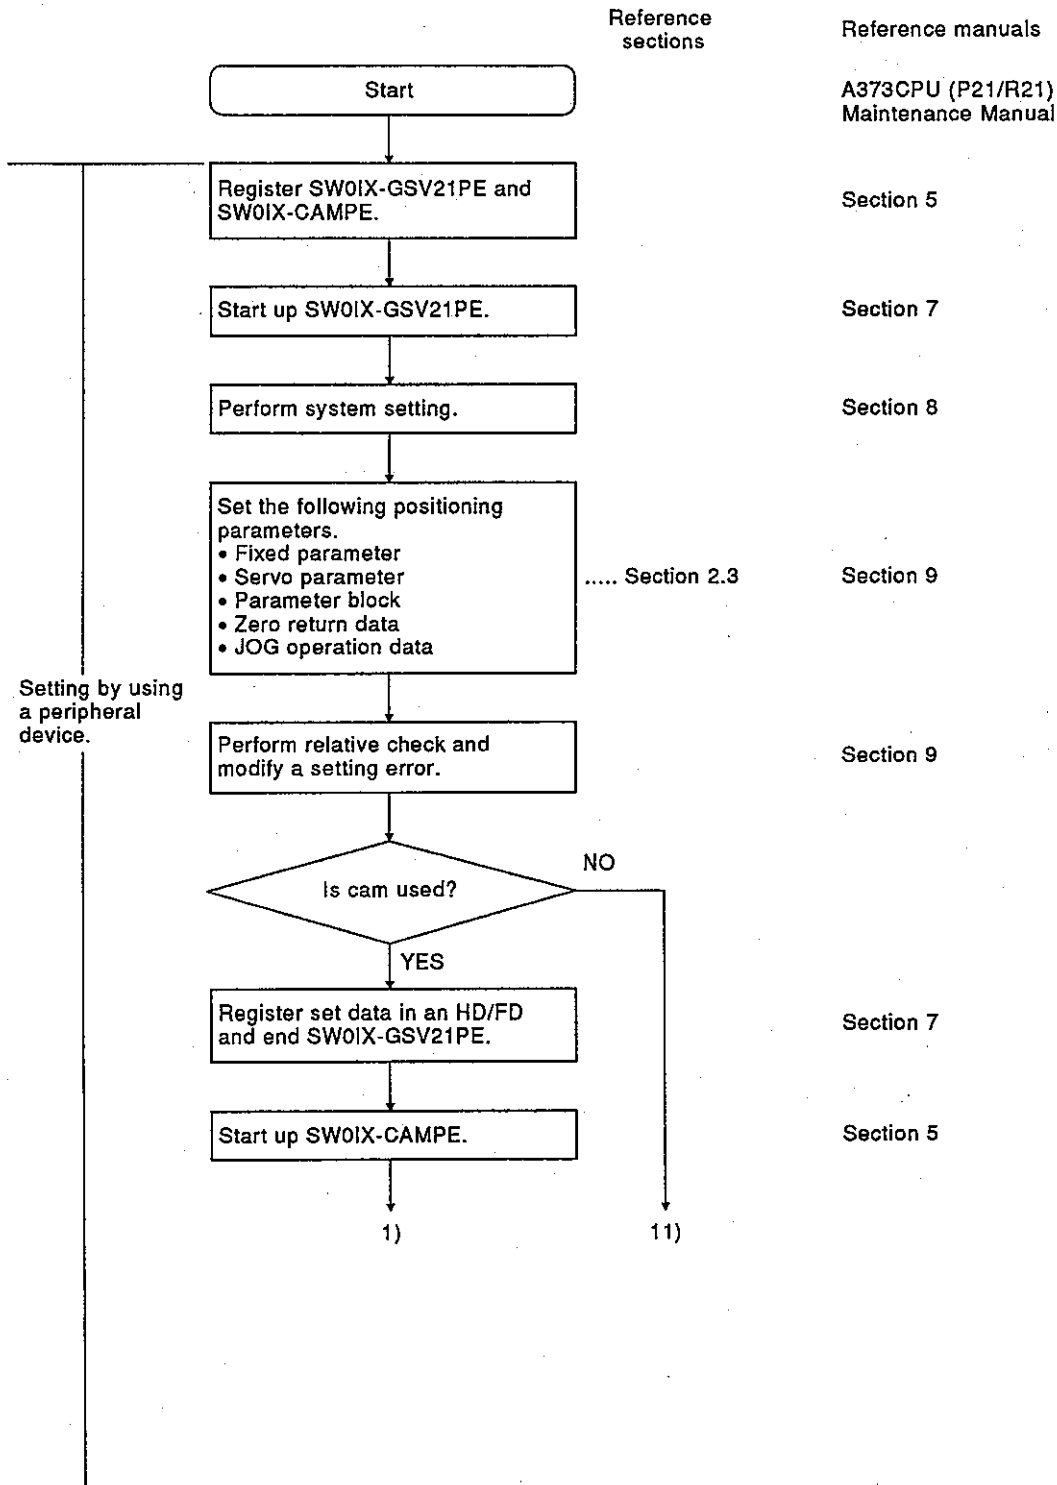 Reference
sections
Reference manuals
Start
A373CPU (P21/R21)
Maintenance Manual
Register SW0IX-GSV21PE and
SW0IX-CAMPE.
Section 5
Start up SW0IX-GSV21PE.
Section 7
Perform system setting.
Section 8
Set the following positioning
parameters.
• Fixed parameter
• Servo parameter
• Parameter block
• Zero return data
• JOG operation data
..... Section 2.3
Section 9
Setting by using
a peripheral
device.
Perform relative check and
modify a setting error.
Section 9
Is cam used?
NO
YES
Register set data in an HD/FD
and end SW0IX-GSV21PE.
Section 7
Start up SW0IX-CAMPE.
Section 5
1)
11)